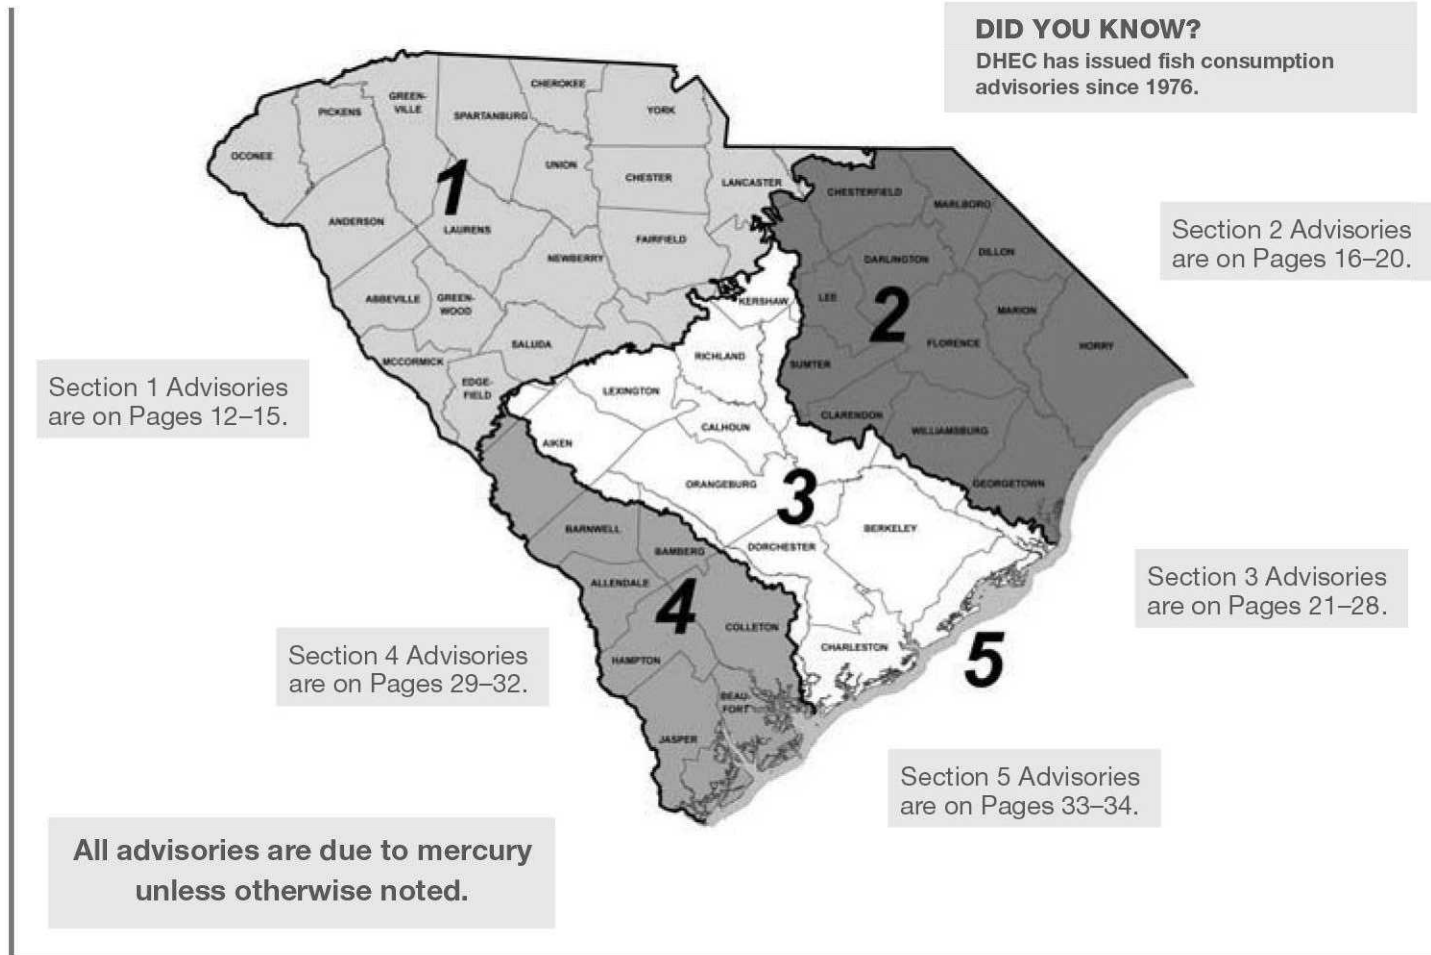 DID YOU KNOW?
DHEC has issued fish consumption
advisories since 1976.
CHEROKEE
GREEN-
VILLE
PICKENS
SPARTANBURG
YORK
OCONEE
UNION
CHESTER
LANCASTER
1
CHESTERFIELD
MARLBORO
ANDERSON
LAURENS
FAIRFIELD
Section 2 Advisories
are on Pages 16–20.
NEWBERRY
DARLINGTON
DILLON
ABBEVILLE
GREEN-
WOOD
KERSHAW
LEE
2
MARION
SALUDA
FLORENCE
HORRY
MCCORMICK
RICHLAND
SUMTER
Section 1 Advisories
are on Pages 12–15.
EDGE-
FIELD
LEXINGTON
CLARENDON
CALHOUN
WILLIAMSBURG
AIKEN
ORANGEBURG
3
GEORGETOWN
BARNWELL
BERKELEY
BAMBERG
DORCHESTER
ALLENDALE
Section 3 Advisories
are on Pages 21–28.
4
COLLETON
CHARLESTON
5
Section 4 Advisories
are on Pages 29–32.
HAMPTON
BEAU-
FORT
JASPER
Section 5 Advisories
are on Pages 33–34.
All advisories are due to mercury
unless otherwise noted.